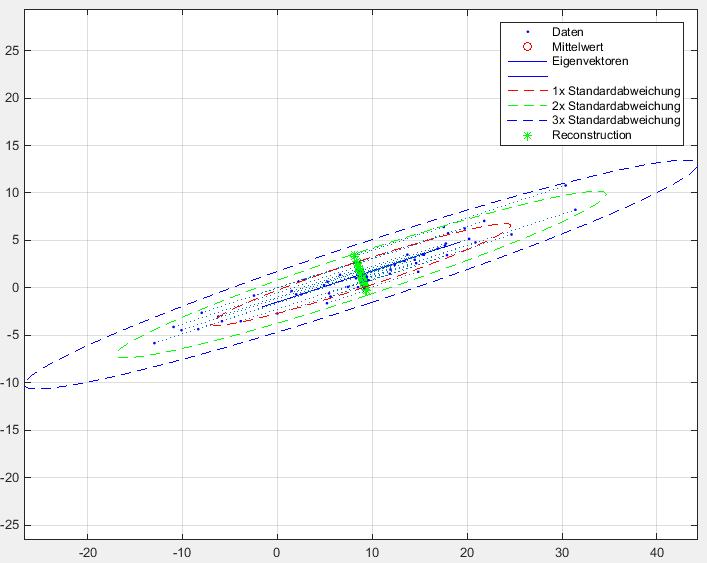 Daten
Mittelwert
Eigenvektoren
1x Standardabweichung
2x Standardabweichung
3x Standardabweichung
Reconstruction
25
20
15
10
5
0
-5
-10
-15
-20
-25
-20 -10 0 10 20 30 40